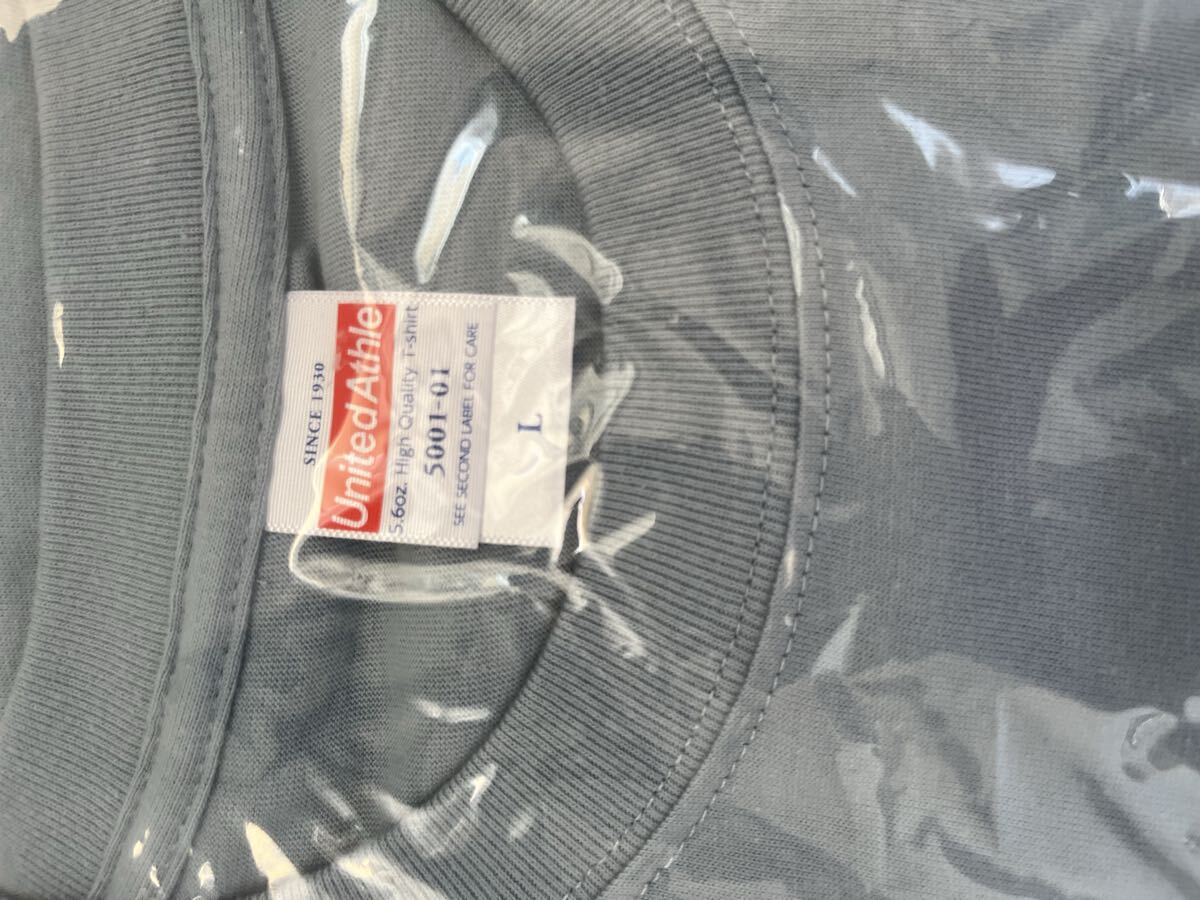 SINCE 1930
United Athle
5.6oz. High Quality T-shirt
5001-01
SEE SECOND LABEL FOR CARE
L